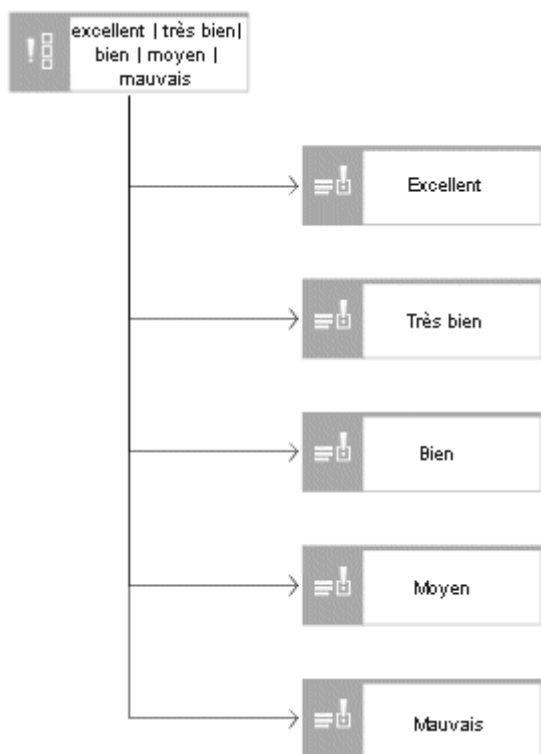 excellent | très bien|
bien | moyen |
mauvais
Excellent
Très bien
Bien
Moyen
Mauvais